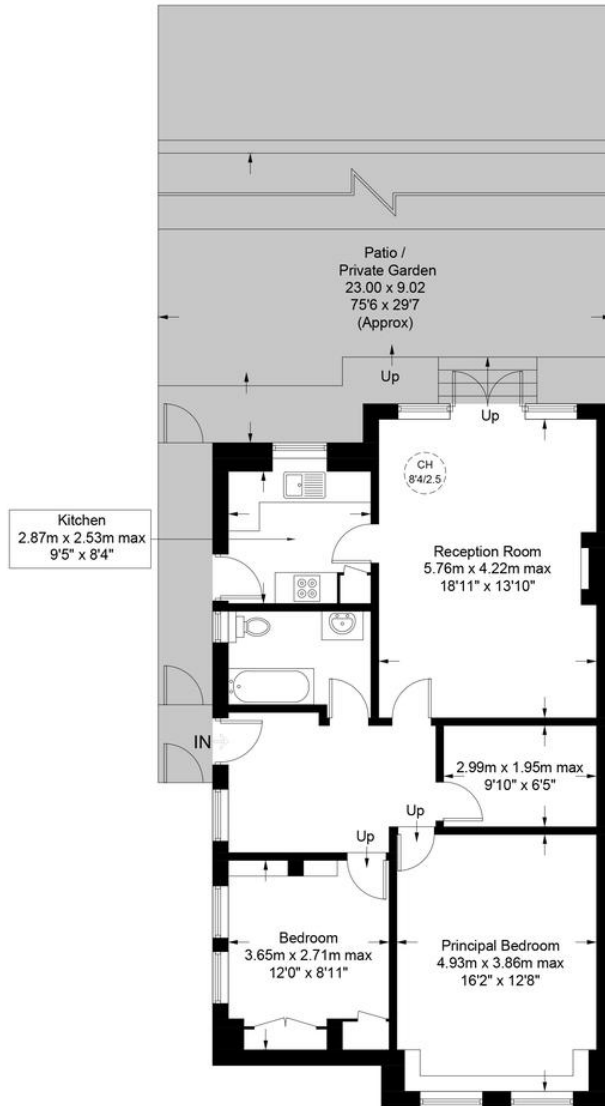 Patio /
Private Garden
23.00 x 9.02
75'6 x 29'7
(Approx)
Up
Up
CH
8'4/2.5
Kitchen
2.87m x 2.53m max
9'5" x 8'4"
Reception Room
5.76m x 4.22m max
18'11" x 13'10"
IN
2.99m x 1.95m max
9'10" x 6'5"
Up
Up
Bedroom
3.65m x 2.71m max
12'0" x 8'11"
Principal Bedroom
4.93m x 3.86m max
16'2" x 12'8"